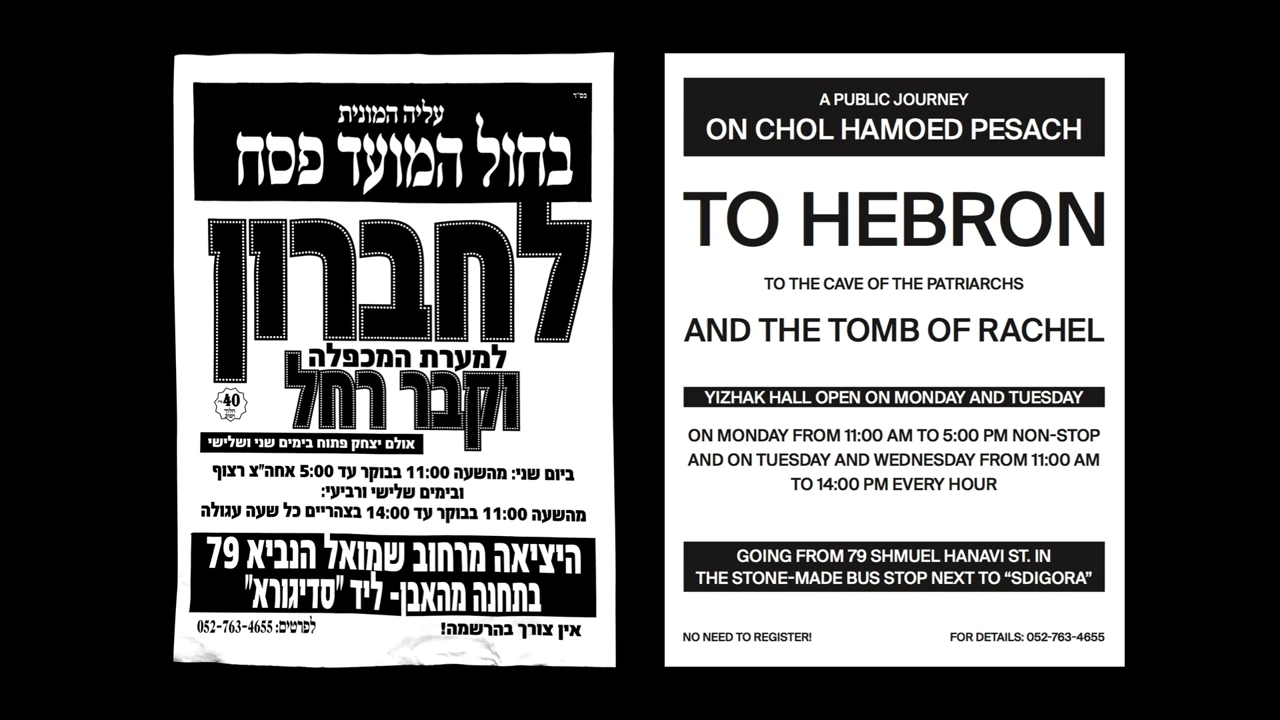 בס"ד
עליה המונית
בחול המועד פסח
לחברון
למערת המכפלה
וקבר רחל
40
אולם יצחק פתוח בימים שני ושלישי
ביום שני: מהשעה 11:00 בבוקר עד 5:00 אחה"צ רצוף
ובימים שלישי ורביעי:
מהשעה 11:00 בבוקר עד 14:00 בצהריים כל שעה עגולה
היציאה מרחוב שמואל הנביא 79
בתחנה מהאבן- ליד "סדיגורא"
אין צורך בהרשמה!
לפרטים: 052-763-4655
A PUBLIC JOURNEY
ON CHOL HAMOED PESACH
TO HEBRON
TO THE CAVE OF THE PATRIARCHS
AND THE TOMB OF RACHEL
YIZHAK HALL OPEN ON MONDAY AND TUESDAY
ON MONDAY FROM 11:00 AM TO 5:00 PM NON-STOP
AND ON TUESDAY AND WEDNESDAY FROM 11:00 AM
TO 14:00 PM EVERY HOUR
GOING FROM 79 SHMUEL HANAVI ST. IN
THE STONE-MADE BUS STOP NEXT TO “SDIGORA”
NO NEED TO REGISTER!
FOR DETAILS: 052-763-4655